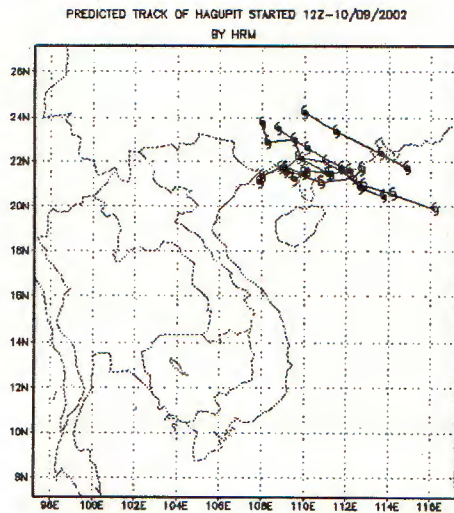 PREDICTED TRACK OF HAGUPIT STARTED 12Z-10/09/2002
BY HRM
26N
24N
22N
20N
18N
16N
14N
12N
10N
8N
98E 100E 102E 104E 106E 108E 110E 112E 114E 116E